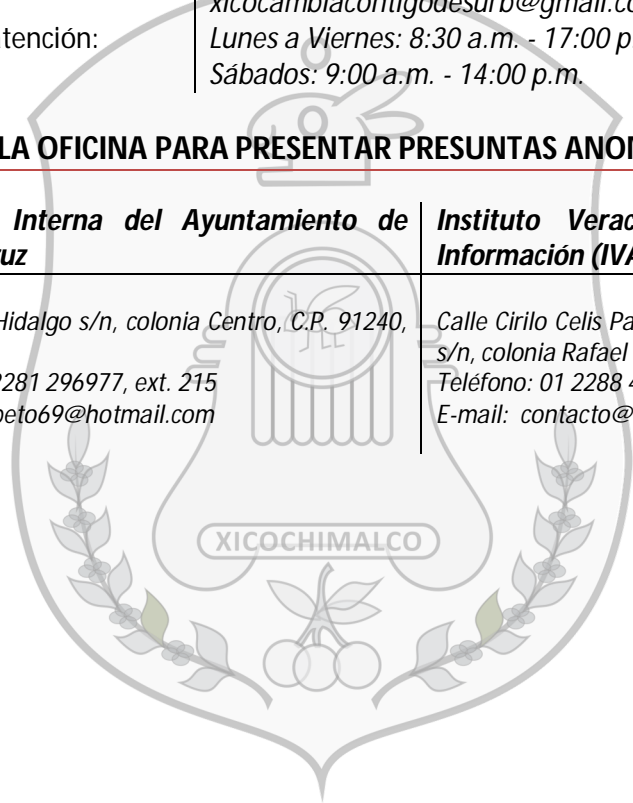 xicocambiacontigodesurb@gmail.co
tención: Lunes a Viernes: 8:30 a.m. - 17:00 p.
Sábados: 9:00 a.m. - 14:00 p.m.
LA OFICINA PARA PRESENTAR PRESUNTAS ANO
Interna del Ayuntamiento de
uz
Hidalgo s/n, colonia Centro, C.P. 91240,
2281 296977, ext. 215
beto69@hotmail.com
Instituto Verac
Información (IVA
Calle Cirilo Celis Pa
s/n, colonia Rafael
Teléfono: 01 2288 4
E-mail: contacto@
XICOCHIMALCO